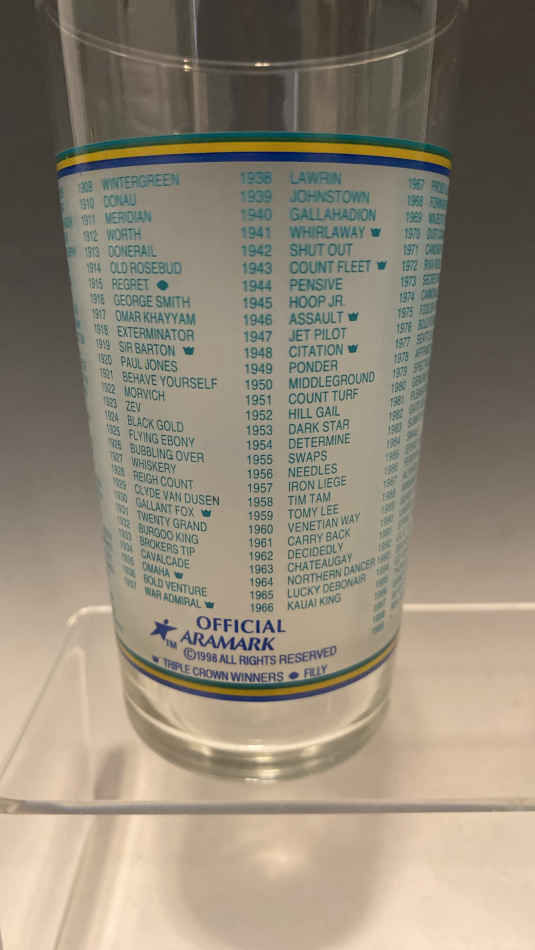 1909 WINTERGREEN
1910 DONAU
1911 MERIDIAN
1912 WORTH
1913 DONERAIL
1914 OLD ROSEBUD
1915 REGRET
1916 GEORGE SMITH
1917 OMAR KHAYYAM
1918 EXTERMINATOR
1919 SIR BARTON
1920 PAUL JONES
1921 BEHAVE YOURSELF
1922 MORVICH
1923 ZEV
1924 BLACK GOLD
1925 FLYING EBONY
1926 BUBBLING OVER
1927 WHISKERY
1928 REIGH COUNT
1929 CLYDE VAN DUSEN
1930 GALLANT FOX
1931 TWENTY GRAND
1932 BURGOO KING
1933 BROKERS TIP
1934 CAVALCADE
1935 OMAHA
1936 BOLD VENTURE
1937 WAR ADMIRAL
1938 LAWRIN
1939 JOHNSTOWN
1940 GALLAHADION
1941 WHIRLAWAY
1942 SHUT OUT
1943 COUNT FLEET
1944 PENSIVE
1945 HOOP JR.
1946 ASSAULT
1947 JET PILOT
1948 CITATION
1949 PONDER
1950 MIDDLEGROUND
1951 COUNT TURF
1952 HILL GAIL
1953 DARK STAR
1954 DETERMINE
1955 SWAPS
1956 NEEDLES
1957 IRON LIEGE
1958 TIM TAM
1959 TOMY LEE
1960 VENETIAN WAY
1961 CARRY BACK
1962 DECIDEDLY
1963 CHATEAUGAY
1964 NORTHERN DANCER
1965 LUCKY DEBONAIR
1966 KAUAI KING
1967
1968
1969
1970
1971
1972
1973
1974
1975
1976
1977
1978
1979
1980
1981
1982
1983
1984
OFFICIAL
TM ARAMARK
©1998 ALL RIGHTS RESERVED
TRIPLE CROWN WINNERS FILLY